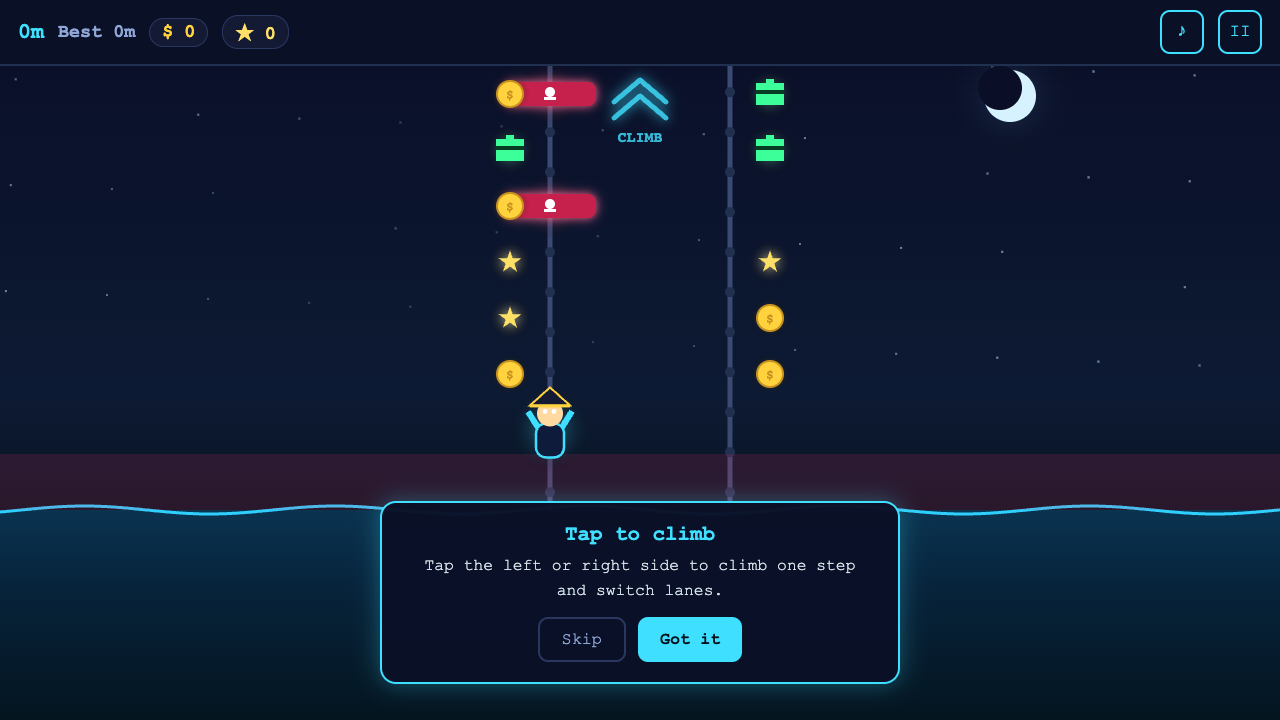 0m Best 0m $ 0 ★ 0 ♪ II
$
CLIMB
$
$
$ $
Tap to climb
Tap the left or right side to climb one step
and switch lanes.
Skip Got it